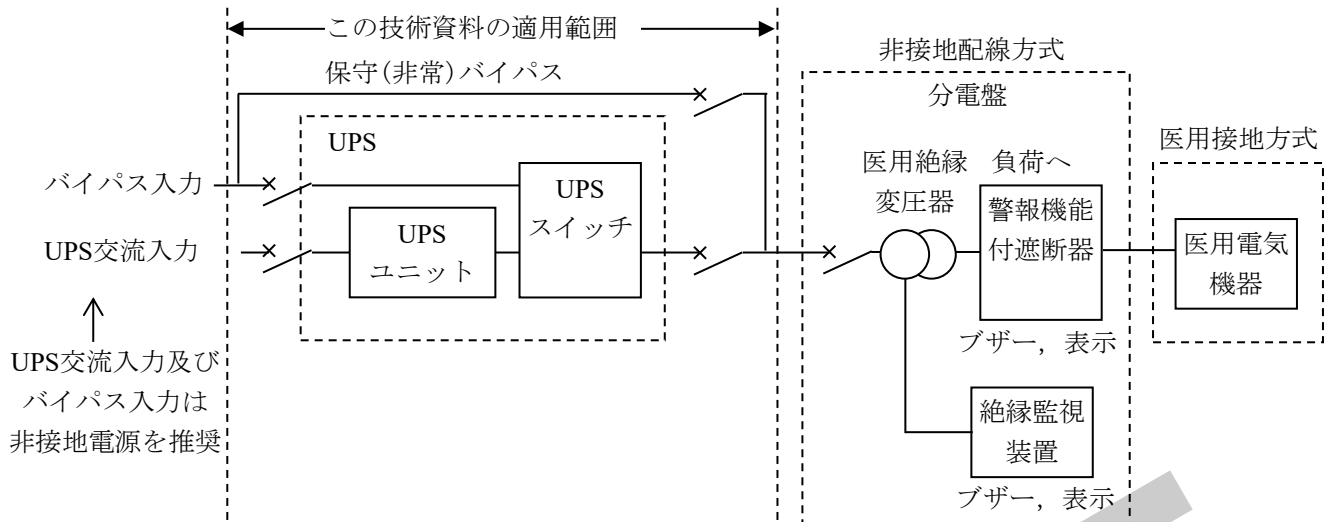 この技術資料の適用範囲
保守(非常)バイパス
UPS
バイパス入力
UPS交流入力
UPS
ユニット
UPS
スイッチ
UPS交流入力及び
バイパス入力は
非接地電源を推奨
非接地配線方式
分電盤
医用絶縁
変圧器
負荷へ
警報機能
付遮断器
ブザー，表示
絶縁監視
装置
ブザー，表示
医用接地方式
医用電気
機器